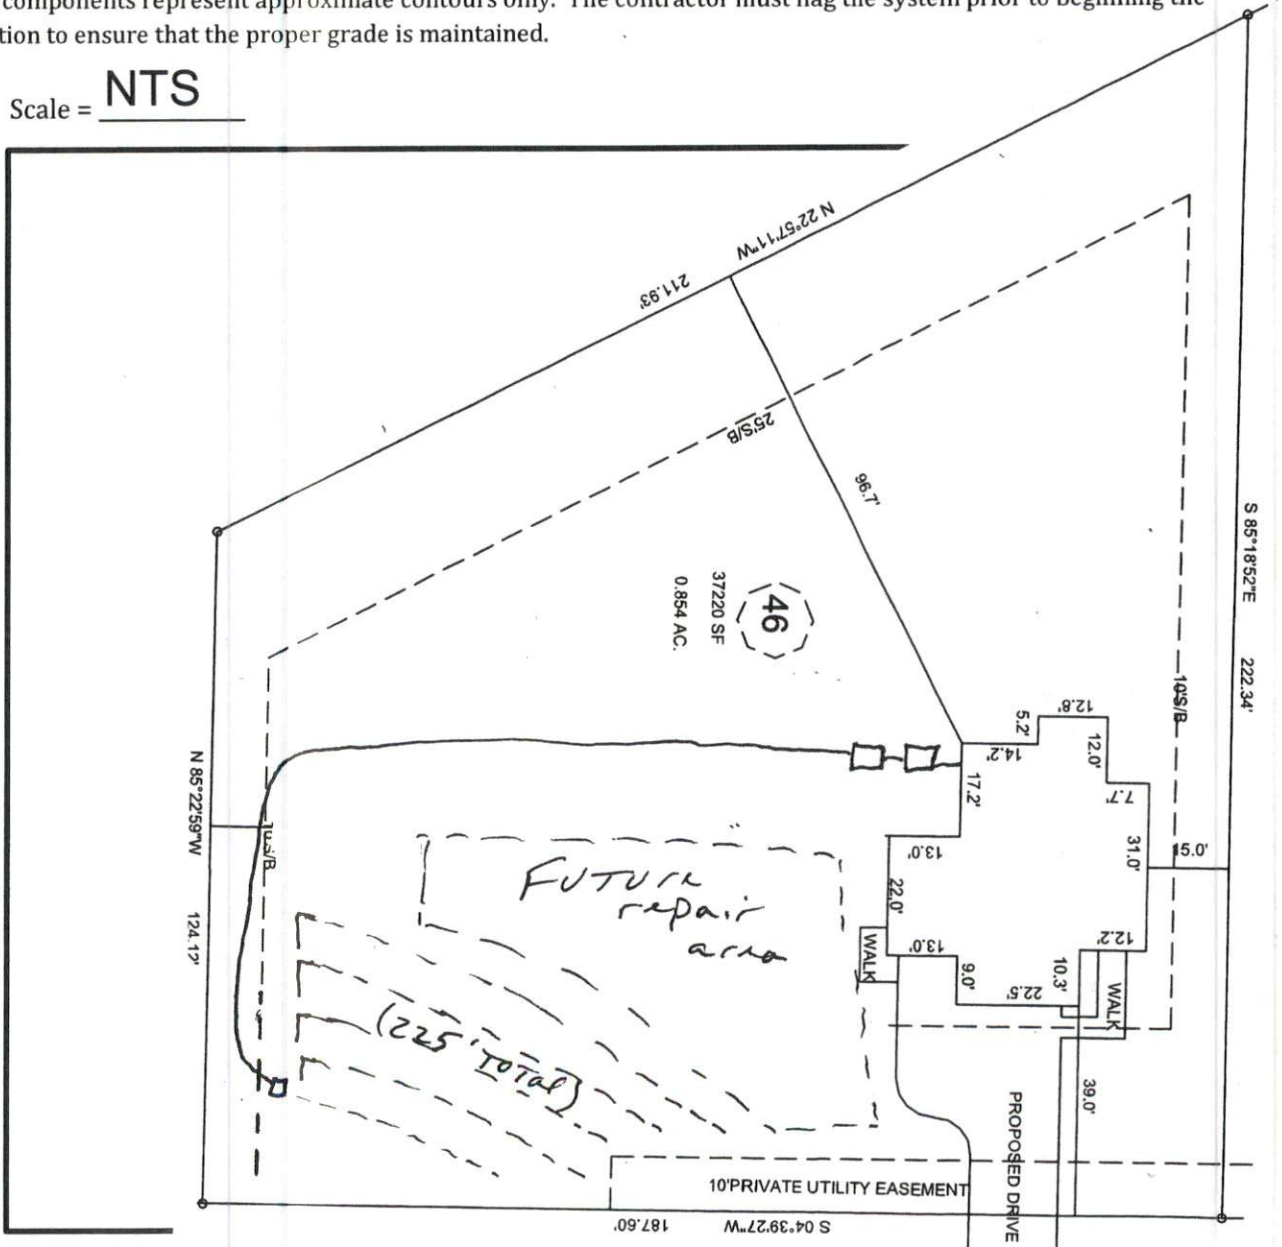 components represent approximate contours only. The contractor must flag the system prior to beginning the
tion to ensure that the proper grade is maintained.
Scale = NTS
N 22°57'11"W
211.93'
25'S/B
96.7'
S 85°18'52"E 222.34'
46
37220 SF
0.854 AC.
10'S/B
12.8'
5.2'
14.2'
12.0'
7.7'
17.2'
31.0'
15.0'
13.0'
22.0'
N 85°22'59"W 124.12'
10'S/B
Future
repair
area
WALK
13.0'
9.0'
22.5'
10.3'
12.2'
WALK
(225' TOTAL)
39.0'
PROPOSED DRIVE
10'PRIVATE UTILITY EASEMENT
S 04°39'27"W 187.60'